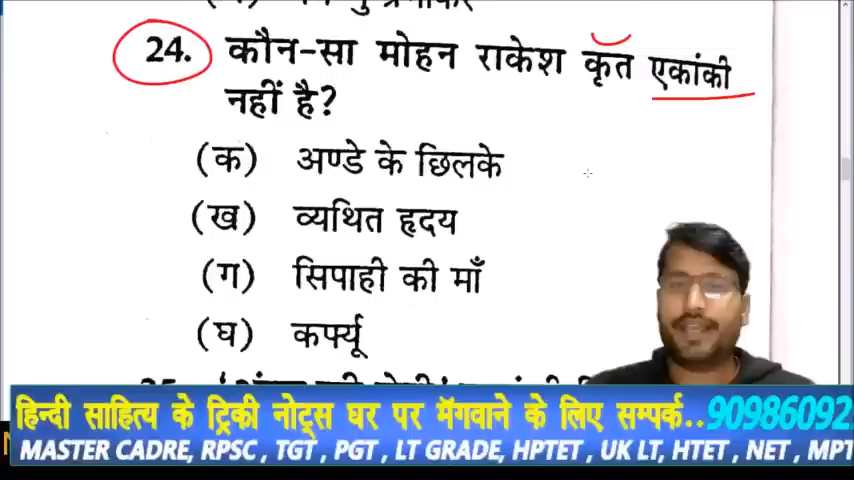 24. कौन-सा मोहन राकेश कृत एकांकी
नहीं है?
(क) अण्डे के छिलके
(ख) व्यथित हृदय
(ग) सिपाही की माँ
(घ) कर्फ्यू
हिन्दी साहित्य के ट्रिकी नोट्स घर पर मॅगवाने के लिए सम्पर्क..90986092
MASTER CADRE, RPSC , TGT , PGT , LT GRADE, HPTET , UK LT, HTET , NET , MPT